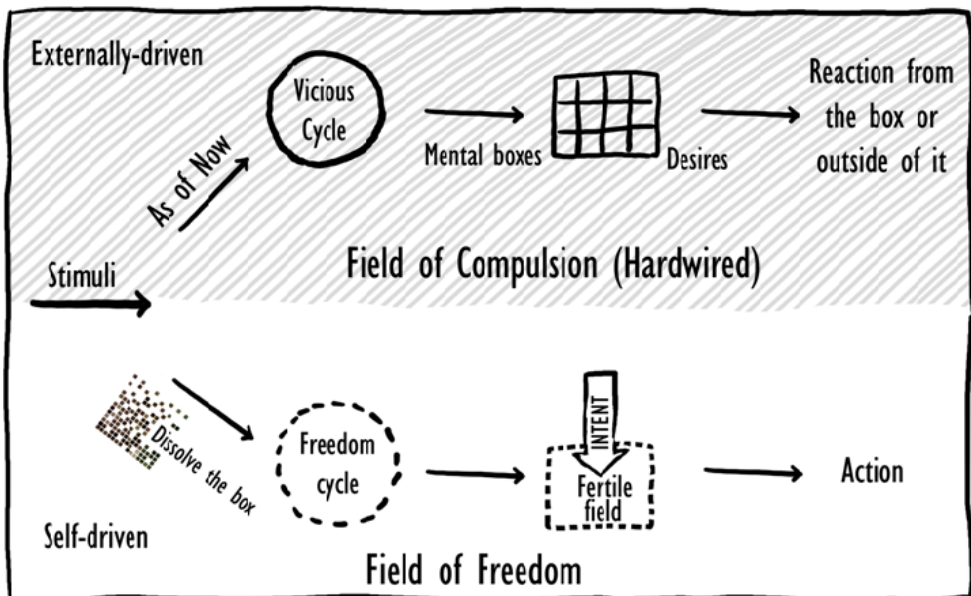 Externally-driven
Vicious
Cycle
As of Now
Mental boxes
Desires
Reaction from
the box or
outside of it
Field of Compulsion (Hardwired)
Stimuli
Dissolve the box
Freedom
cycle
INTENT
Fertile
field
Action
Self-driven
Field of Freedom